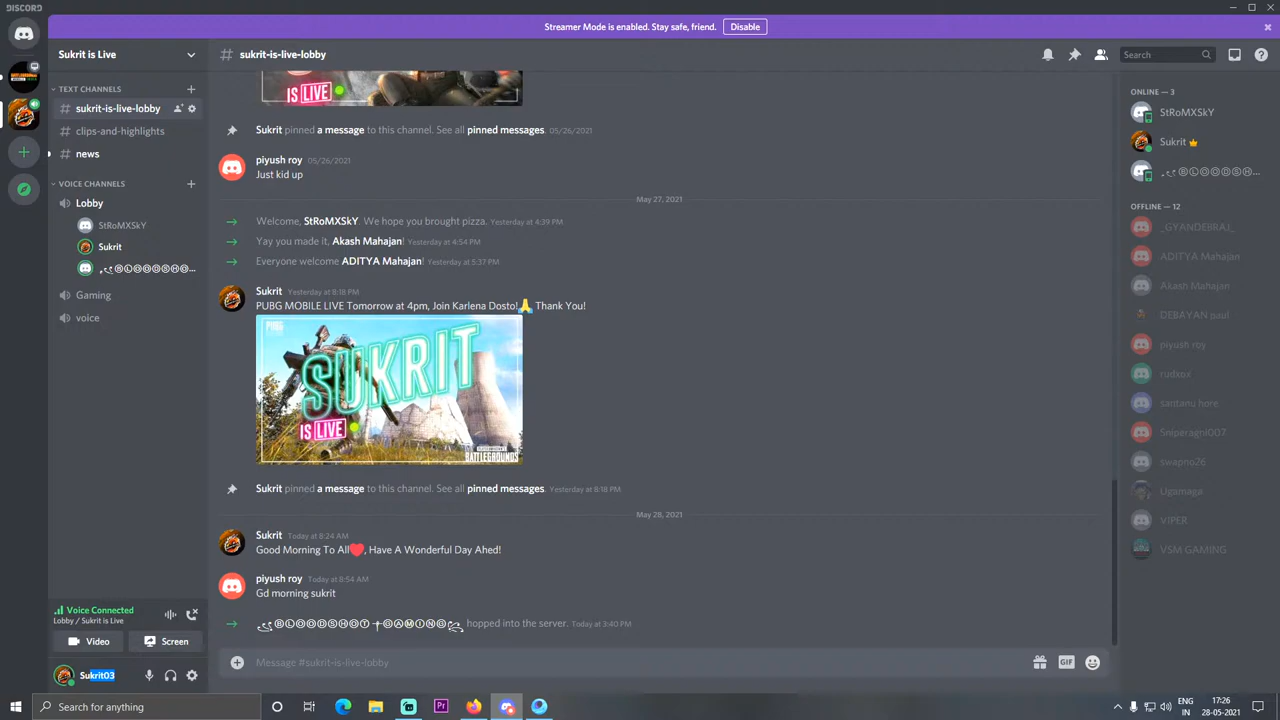 DISCORD
Streamer Mode is enabled. Stay safe, friend. Disable
Sukrit is Live
# sukrit-is-live-lobby
Search
TEXT CHANNELS
# sukrit-is-live-lobby
# clips-and-highlights
# news
VOICE CHANNELS
Lobby
StRoMXSkY
Sukrit
ⒷⓁⓄⓄⒹⓈⒽⓄ...
Gaming
voice
Voice Connected
Lobby / Sukrit is Live
Video
Screen
Sukrit03
IS LIVE
Sukrit pinned a message to this channel. See all pinned messages. 05/26/2021
piyush roy 05/26/2021
Just kid up
May 27, 2021
Welcome, StRoMXSkY. We hope you brought pizza. Yesterday at 4:39 PM
Yay you made it, Akash Mahajan! Yesterday at 4:54 PM
Everyone welcome ADITYA Mahajan! Yesterday at 5:37 PM
Sukrit Yesterday at 8:18 PM
PUBG MOBILE LIVE Tomorrow at 4pm, Join Karlena Dosto!🙏 Thank You!
PUBG
SUKRIT
IS LIVE
BATTLEGROUNDS
Sukrit pinned a message to this channel. See all pinned messages. Yesterday at 8:18 PM
May 28, 2021
Sukrit Today at 8:24 AM
Good Morning To All❤️, Have A Wonderful Day Ahed!
piyush roy Today at 8:54 AM
Gd morning sukrit
ⒷⓁⓄⓄⒹⓈⒽⓄⓉ ⒼⒶⓂⒾⓃⒼ hopped into the server. Today at 3:40 PM
Message #sukrit-is-live-lobby
GIF
ONLINE — 3
StRoMXSkY
Sukrit
ⒷⓁⓄⓄⒹⓈⒽ...
OFFLINE — 12
_GYANDEBRAJ_
ADITYA Mahajan
Akash Mahajan
DEBAYAN paul
piyush roy
rudxox
santanu hore
Sniperagni007
swapno26
Ugamaga
VIPER
VSM GAMING
Search for anything
Pr
ENG
IN
17:26
28-05-2021